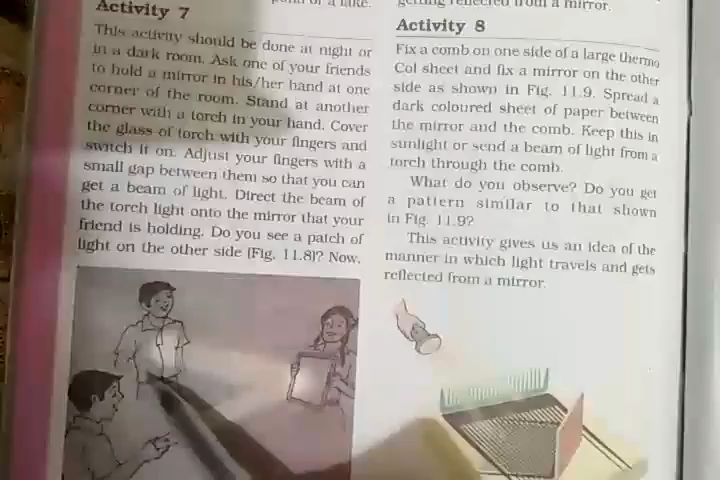 Activity 7
This activity should be done at night or
in a dark room. Ask one of your friends
to hold a mirror in his/her hand at one
corner of the room. Stand at another
corner with a torch in your hand. Cover
the glass of torch with your fingers and
switch it on. Adjust your fingers with a
small gap between them so that you can
get a beam of light. Direct the beam of
the torch light onto the mirror that your
friend is holding. Do you see a patch of
light on the other side (Fig. 11.8)? Now,
getting reflected from a mirror.
Activity 8
Fix a comb on one side of a large thermo
Col sheet and fix a mirror on the other
side as shown in Fig. 11.9. Spread a
dark coloured sheet of paper between
the mirror and the comb. Keep this in
sunlight or send a beam of light from a
torch through the comb.
What do you observe? Do you get
a pattern similar to that shown
in Fig. 11.9?
This activity gives us an idea of the
manner in which light travels and gets
reflected from a mirror.